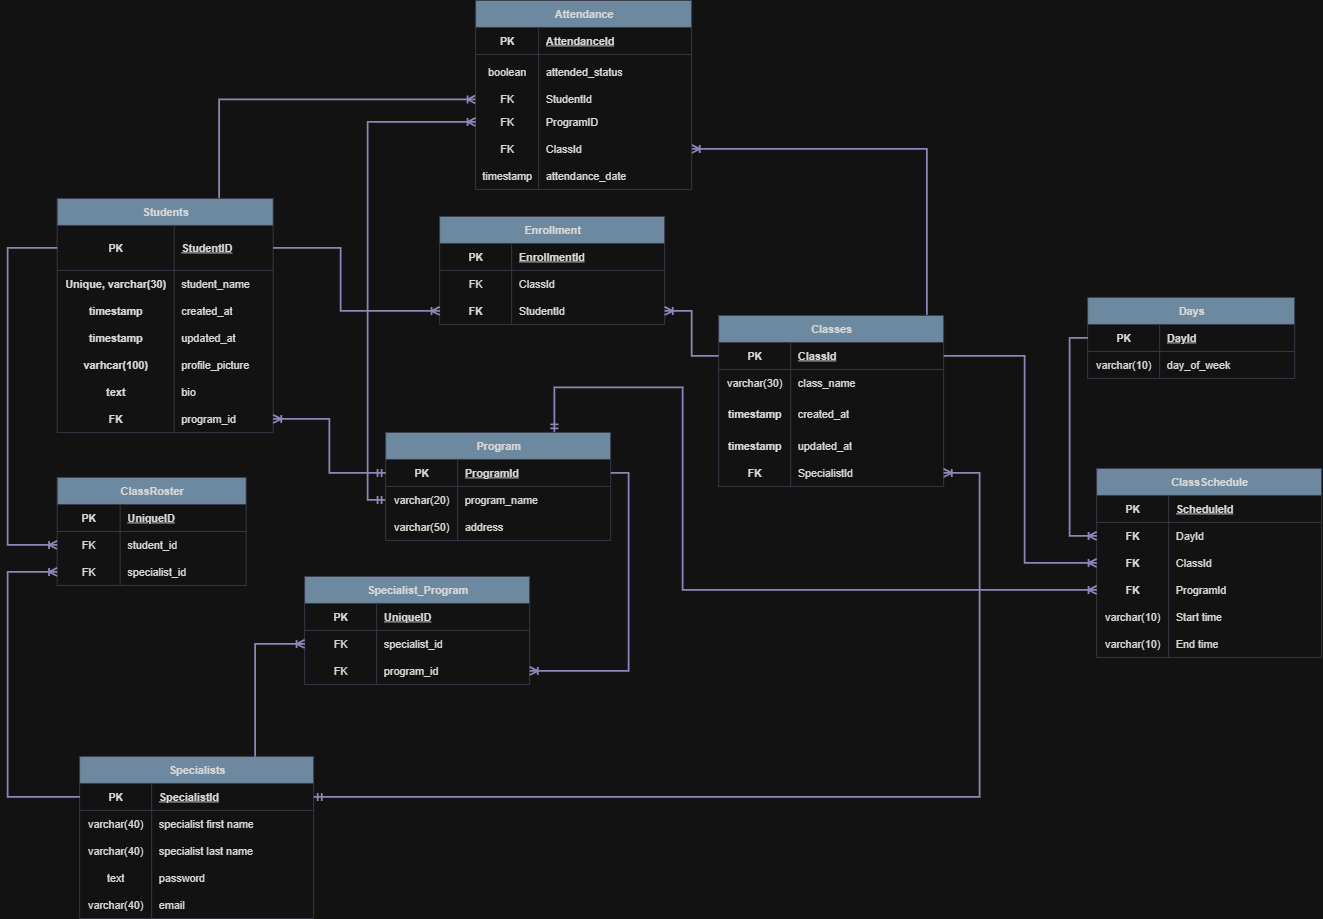 Attendance
PK AttendanceId
boolean attended_status
FK StudentId
FK ProgramID
FK ClassId
timestamp attendance_date
Students
PK StudentID
Unique, varchar(30) student_name
timestamp created_at
timestamp updated_at
varhcar(100) profile_picture
text bio
FK program_id
Enrollment
PK EnrollmentId
FK ClassId
FK StudentId
Classes
PK ClassId
varchar(30) class_name
timestamp created_at
timestamp updated_at
FK SpecialistId
Days
PK DayId
varchar(10) day_of_week
Program
PK ProgramId
varchar(20) program_name
varchar(50) address
ClassRoster
PK UniqueID
FK student_id
FK specialist_id
ClassSchedule
PK ScheduleId
FK DayId
FK ClassId
FK ProgramId
varchar(10) Start time
varchar(10) End time
Specialist_Program
PK UniqueID
FK specialist_id
FK program_id
Specialists
PK SpecialistId
varchar(40) specialist first name
varchar(40) specialist last name
text password
varchar(40) email